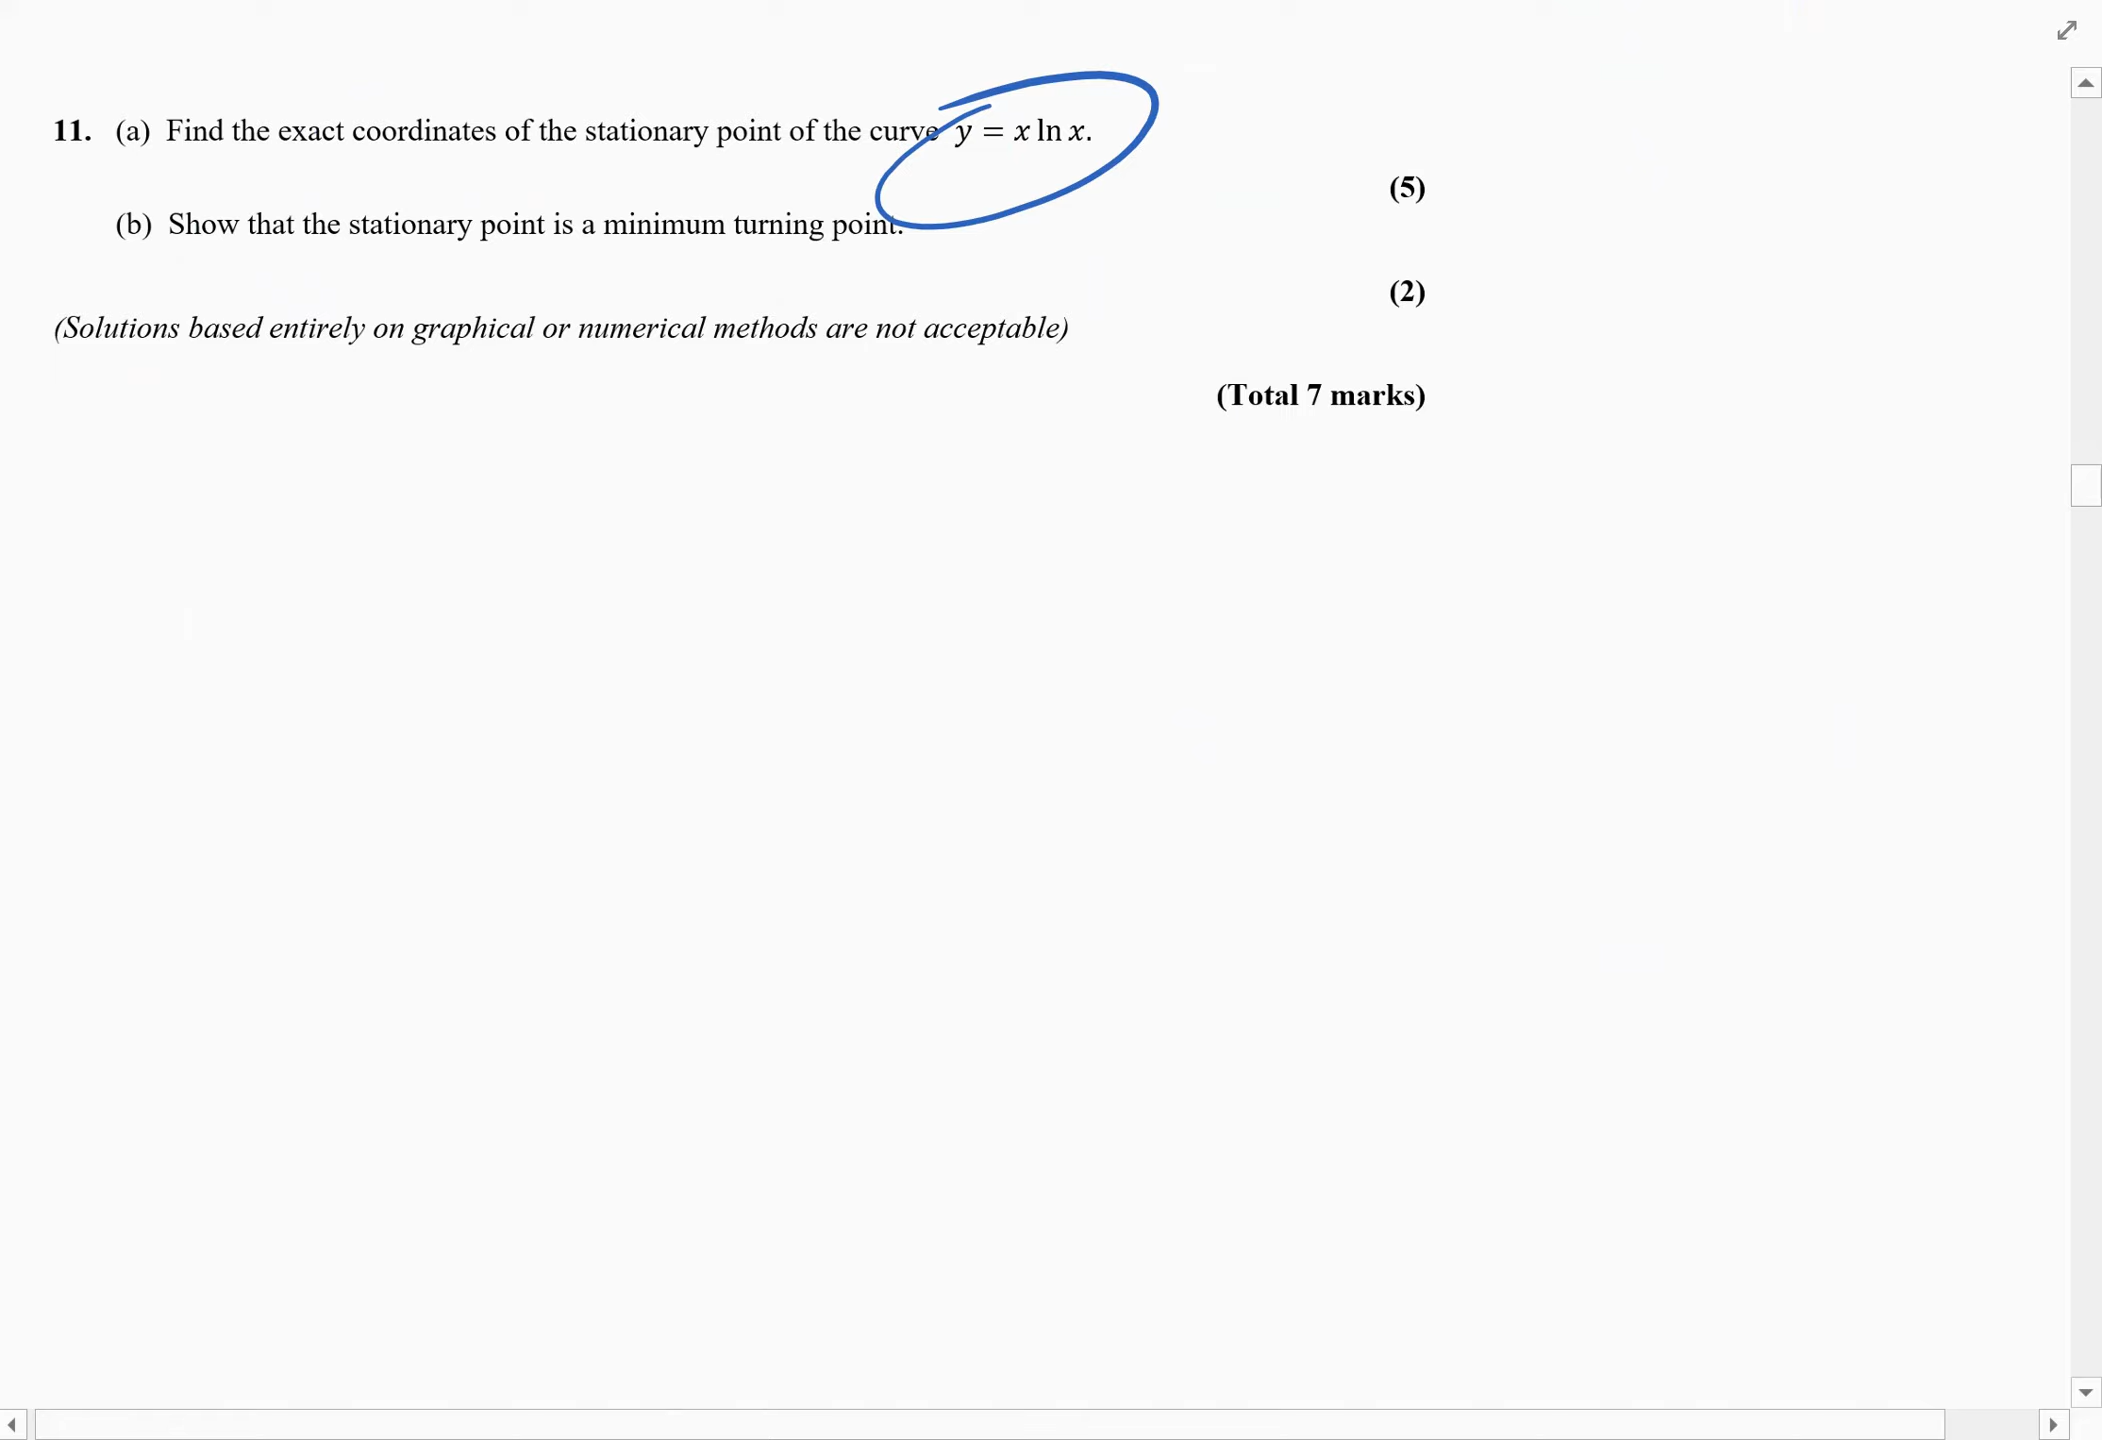 11. (a) Find the exact coordinates of the stationary point of the curve y = x ln x.
(5)
(b) Show that the stationary point is a minimum turning point.
(2)
(Solutions based entirely on graphical or numerical methods are not acceptable)
(Total 7 marks)